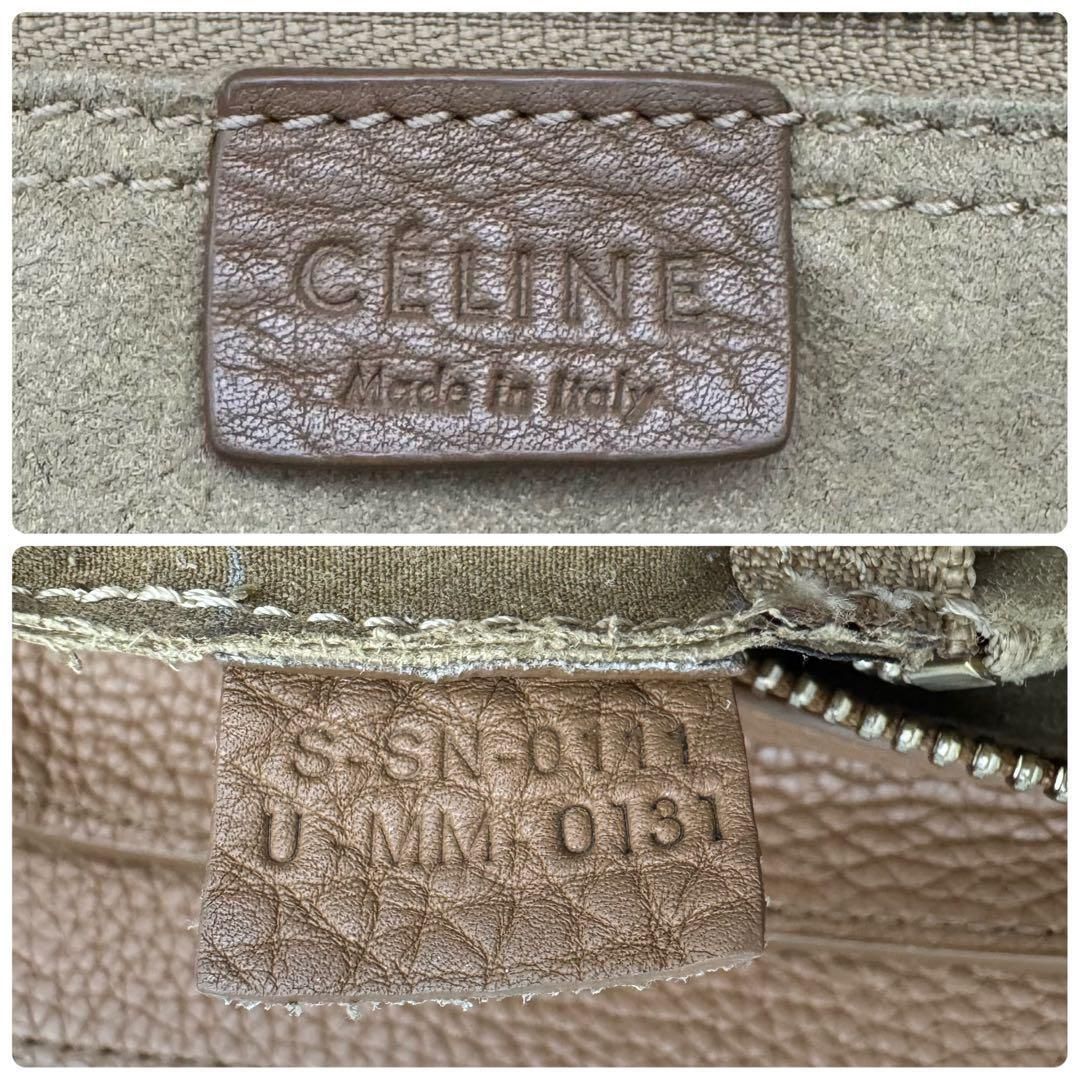 CÉLINE
Made in Italy
S-SN-0111
U MM 0131